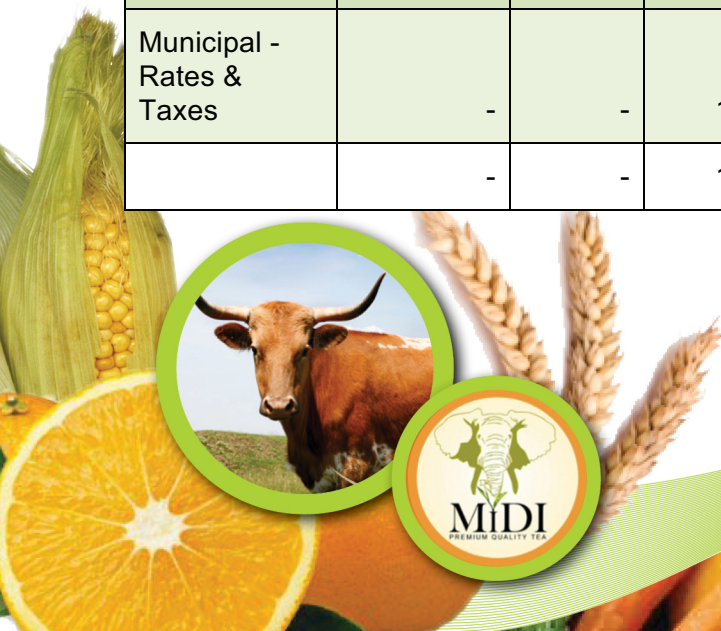 Municipal -
Rates &
Taxes - -
- -
MiDI
PREMIUM QUALITY TEA